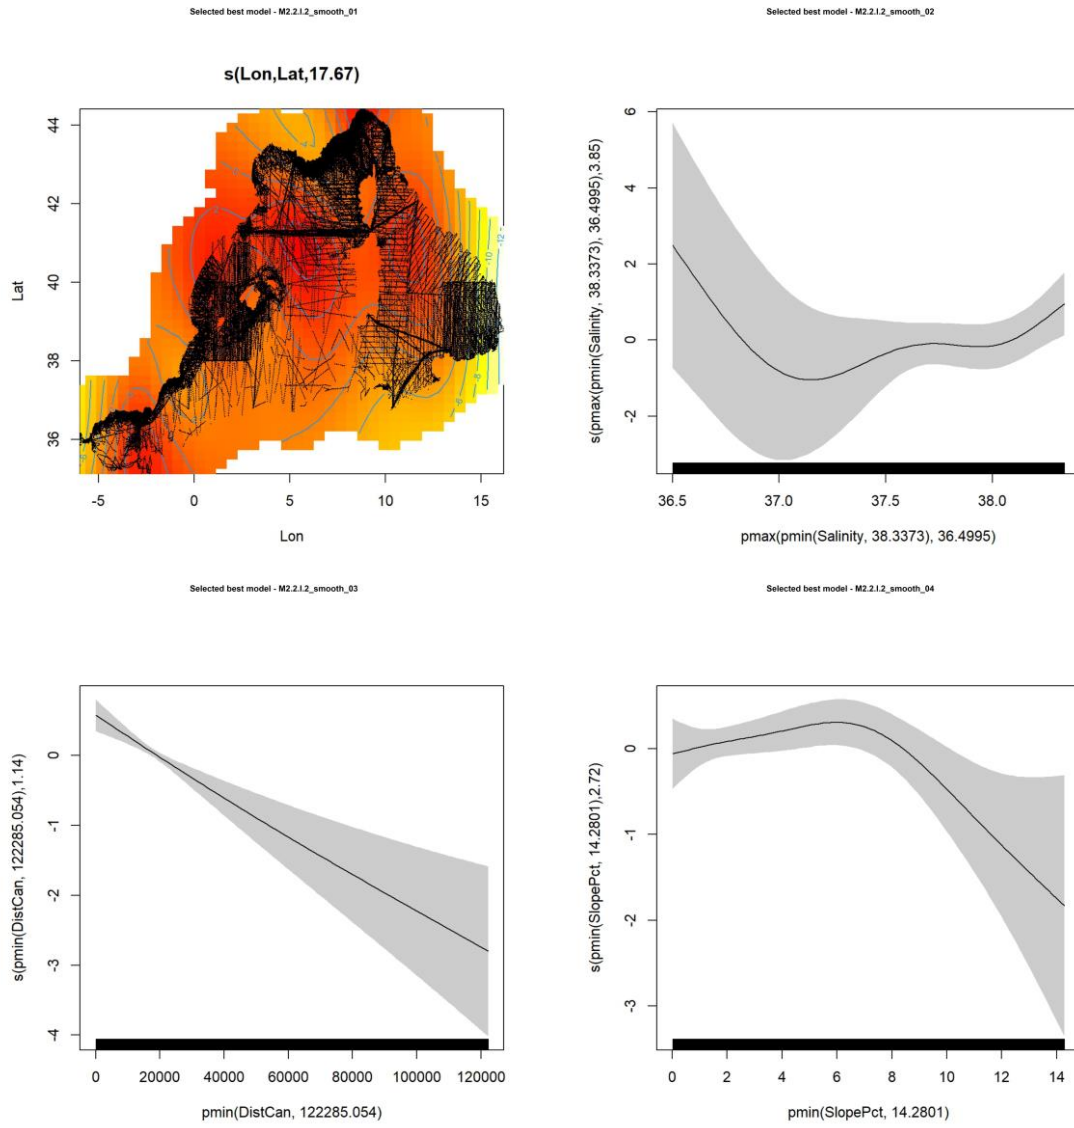 Selected best model - M2.2.I.2_smooth_01
s(Lon,Lat,17.67)
Lat
44
42
40
38
36
-5 0 5 10 15
Lon
-12
-10
-8
-6
Selected best model - M2.2.I.2_smooth_02
s(pmax(pmin(Salinity, 38.3373), 36.4995),3.85)
6
4
2
0
-2
36.5 37.0 37.5 38.0
pmax(pmin(Salinity, 38.3373), 36.4995)
Selected best model - M2.2.I.2_smooth_03
s(pmin(DistCan, 122285.054),1.14)
0
-1
-2
-3
-4
0 20000 40000 60000 80000 100000 120000
pmin(DistCan, 122285.054)
Selected best model - M2.2.I.2_smooth_04
s(pmin(SlopePct, 14.2801),2.72)
0
-1
-2
-3
0 2 4 6 8 10 12 14
pmin(SlopePct, 14.2801)